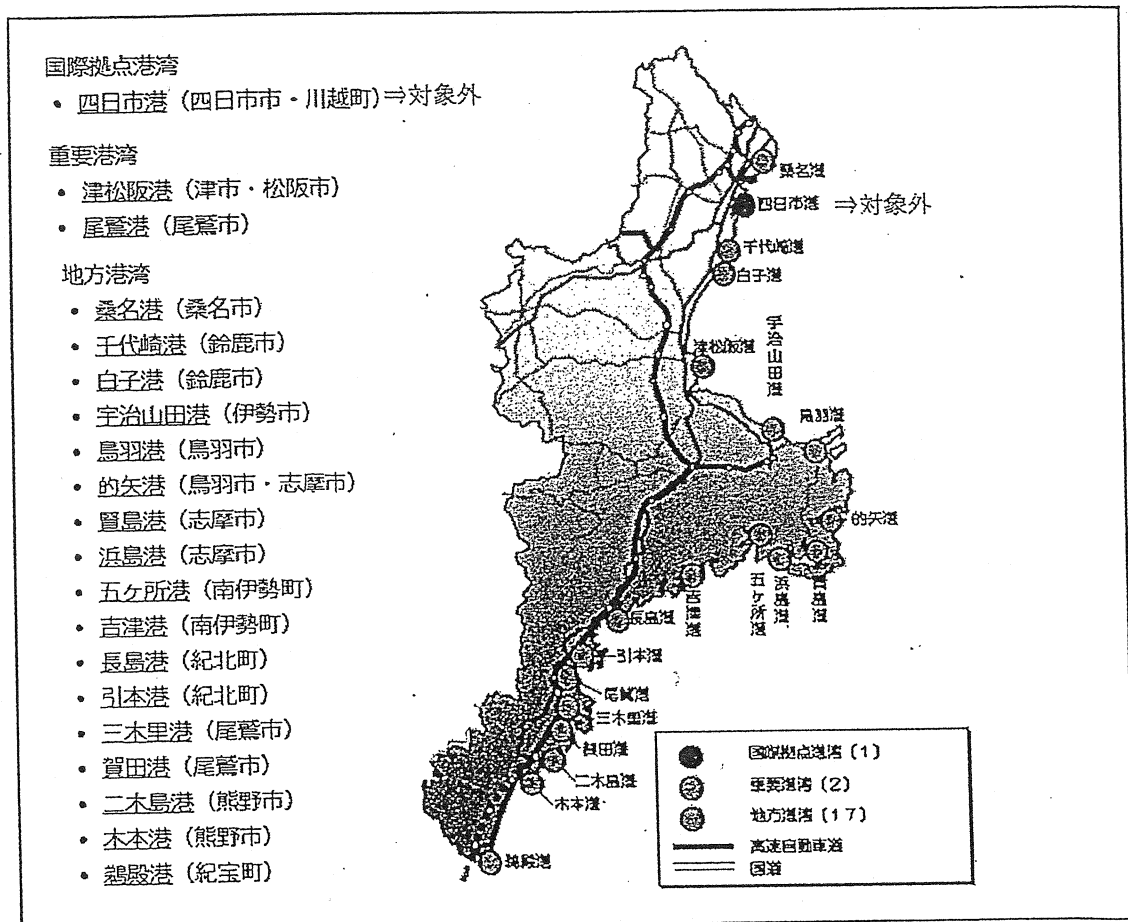 国際拠点港湾
• 四日市港（四日市市・川越町）⇒対象外
重要港湾
• 津松阪港（津市・松阪市）
• 尾鷲港（尾鷲市）
地方港湾
• 桑名港（桑名市）
• 千代崎港（鈴鹿市）
• 白子港（鈴鹿市）
• 宇治山田港（伊勢市）
• 鳥羽港（鳥羽市）
• 的矢港（鳥羽市・志摩市）
• 賢島港（志摩市）
• 浜島港（志摩市）
• 五ヶ所港（南伊勢町）
• 吉津港（南伊勢町）
• 長島港（紀北町）
• 引本港（紀北町）
• 三木里港（尾鷲市）
• 賀田港（尾鷲市）
• 二木島港（熊野市）
• 木本港（熊野市）
• 鵜殿港（紀宝町）
桑名港
四日市港 ⇒対象外
千代崎港
白子港
津松阪港
宇治山田港
鳥羽港
的矢港
賢島港
浜島港
五ヶ所港
吉津港
長島港
引本港
尾鷲港
三木里港
賀田港
二木島港
木本港
鵜殿港
国際拠点港湾（1）
重要港湾（2）
地方港湾（17）
高速自動車道
国道